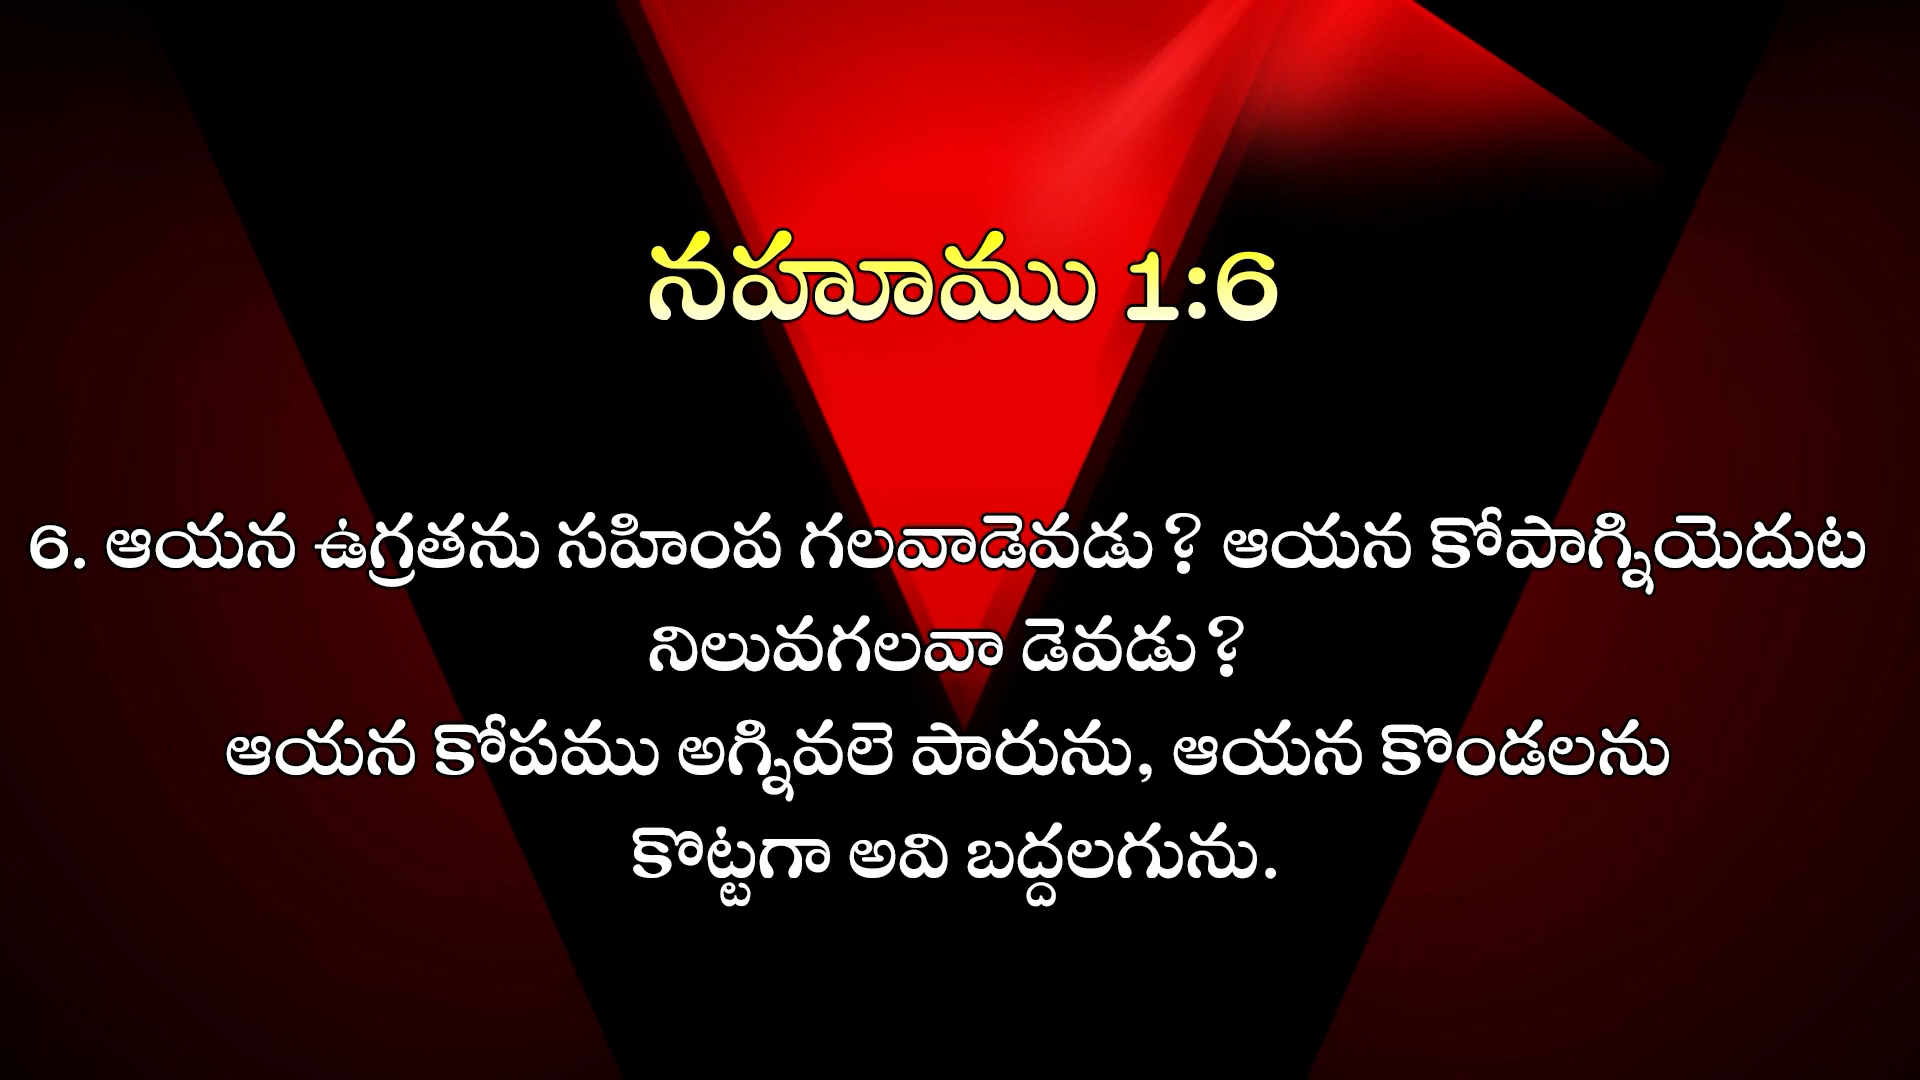 నహూము 1:6
6. ఆయన ఉగ్రతను సహింప గలవాడెవడు? ఆయన కోపాగ్నియెదుట
నిలువగలవా డెవడు?
ఆయన కోపము అగ్నివలె పారును, ఆయన కొండలను
కొట్టగా అవి బద్దలగును.